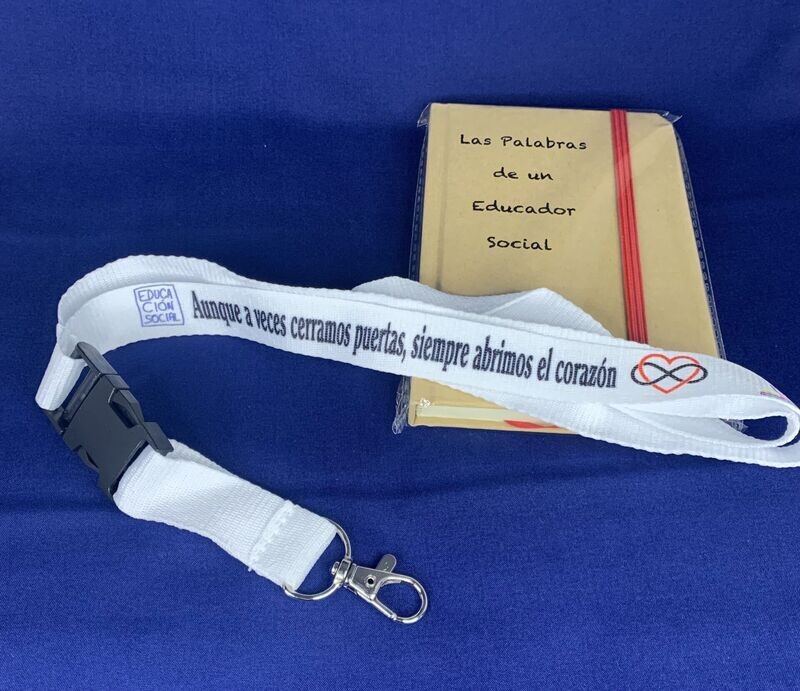 Las Palabras
de un
Educador
Social
EDUCA
CIÓN
SOCIAL
Aunque a veces cerramos puertas, siempre abrimos el corazón